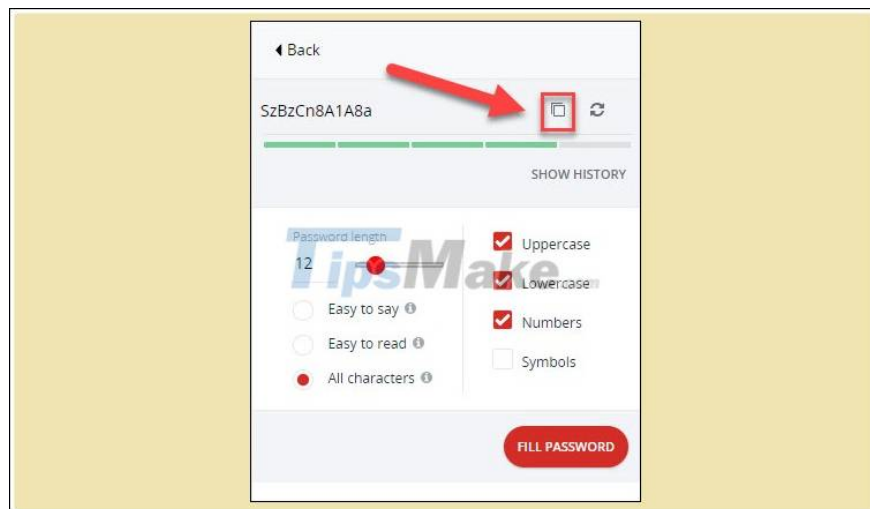 Back
SzBzCn8A1A8a
SHOW HISTORY
Password length
12
Easy to say
Easy to read
All characters
Uppercase
Lowercase
Numbers
Symbols
TipsMake.com
FILL PASSWORD